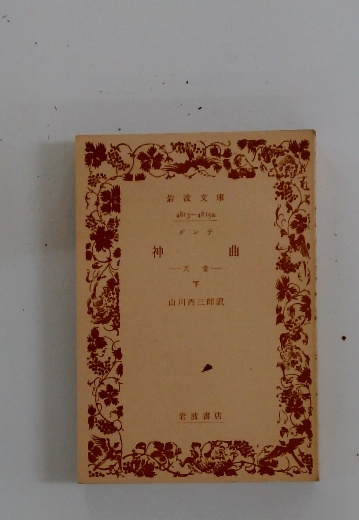 岩波文庫
4815—4815a
ダンテ
神曲
—天堂—
下
山川丙三郎訳
岩波書店